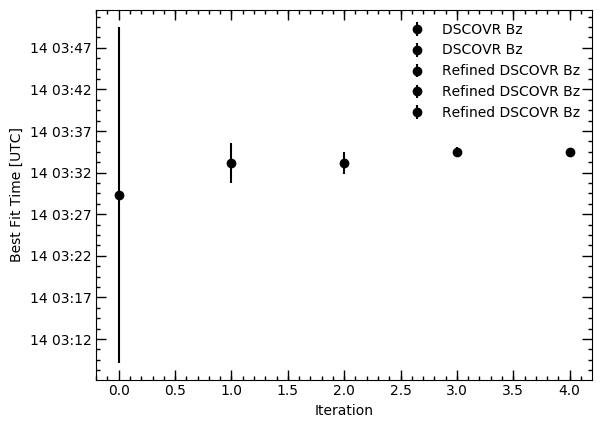 DSCOVR Bz
DSCOVR Bz
Refined DSCOVR Bz
Refined DSCOVR Bz
Refined DSCOVR Bz
14 03:47
14 03:42
14 03:37
14 03:32
14 03:27
14 03:22
14 03:17
14 03:12
Best Fit Time [UTC]
0.0 0.5 1.0 1.5 2.0 2.5 3.0 3.5 4.0
Iteration